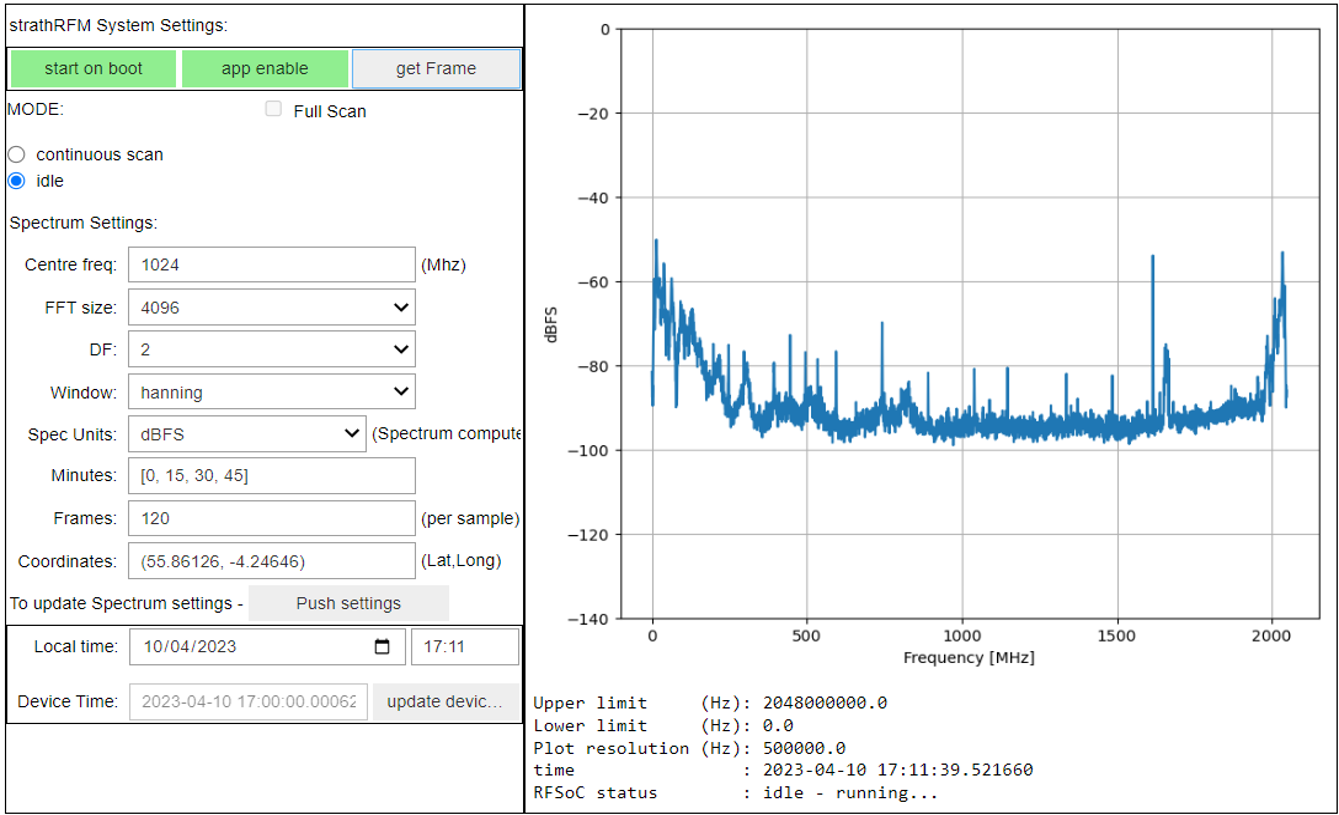 strathRFM System Settings:
start on boot app enable get Frame
MODE: Full Scan
continuous scan
idle
Spectrum Settings:
Centre freq: 1024 (Mhz)
FFT size: 4096
DF: 2
Window: hanning
Spec Units: dBFS (Spectrum compute
Minutes: [0, 15, 30, 45]
Frames: 120 (per sample)
Coordinates: (55.86126, -4.24646) (Lat,Long)
To update Spectrum settings - Push settings
Local time: 10/04/2023 17:11
Device Time: 2023-04-10 17:00:00.00062 update devic...
0
−20
−40
−60
−80
−100
−120
−140
dBFS
0 500 1000 1500 2000
Frequency [MHz]
Upper limit (Hz): 2048000000.0
Lower limit (Hz): 0.0
Plot resolution (Hz): 500000.0
time : 2023-04-10 17:11:39.521660
RFSoC status : idle - running...